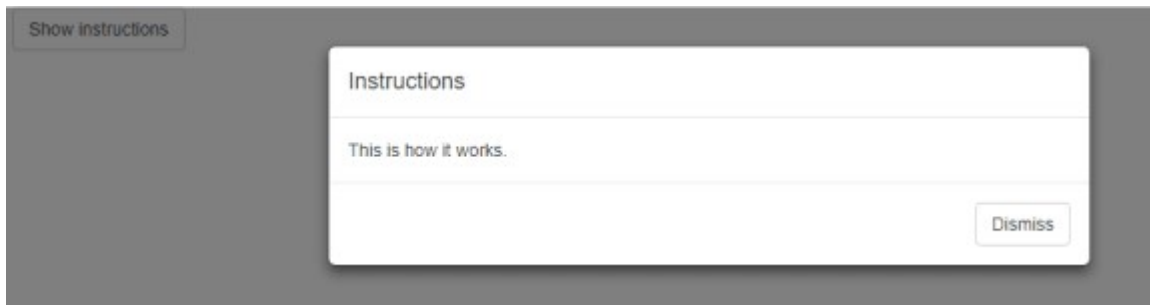 Show instructions
Instructions
This is how it works.
Dismiss